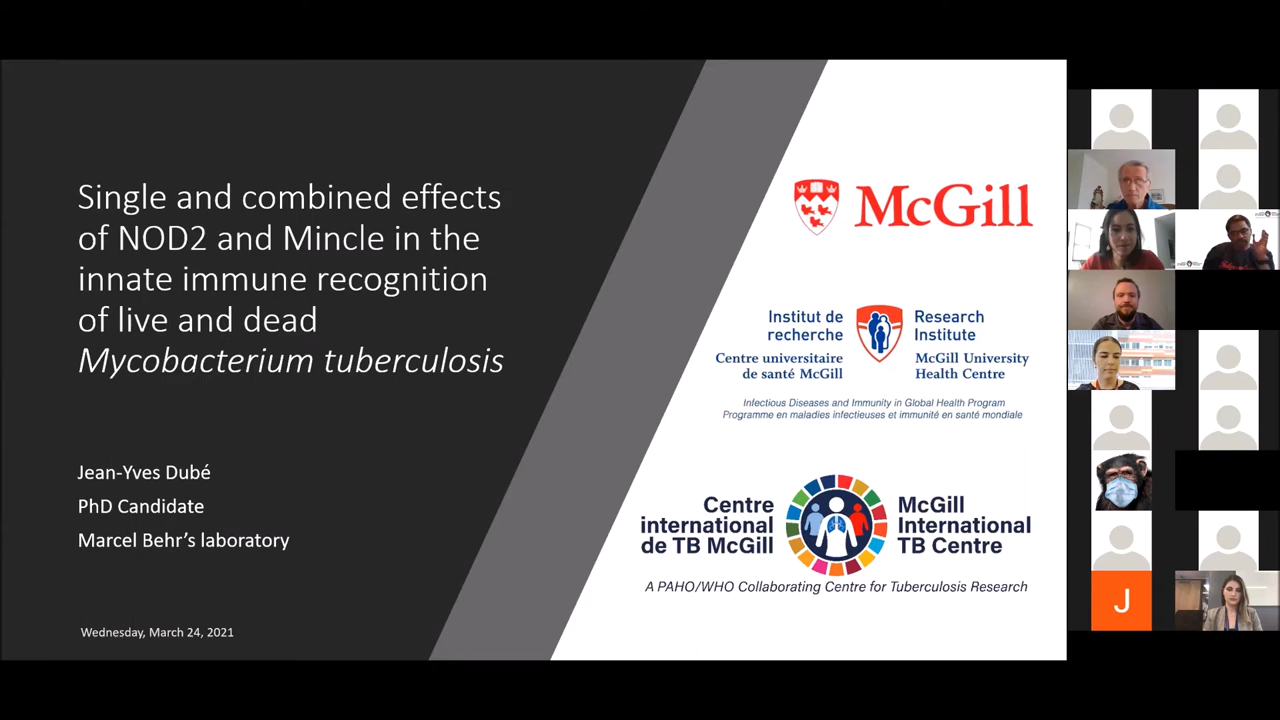 Single and combined effects
of NOD2 and Mincle in the
innate immune recognition
of live and dead
Mycobacterium tuberculosis
Jean-Yves Dubé
PhD Candidate
Marcel Behr’s laboratory
Wednesday, March 24, 2021
McGill
Institut de
recherche
Centre universitaire
de santé McGill
Research
Institute
McGill University
Health Centre
Infectious Diseases and Immunity in Global Health Program
Programme en maladies infectieuses et immunité en santé mondiale
Centre
international
de TB McGill
McGill
International
TB Centre
A PAHO/WHO Collaborating Centre for Tuberculosis Research
J